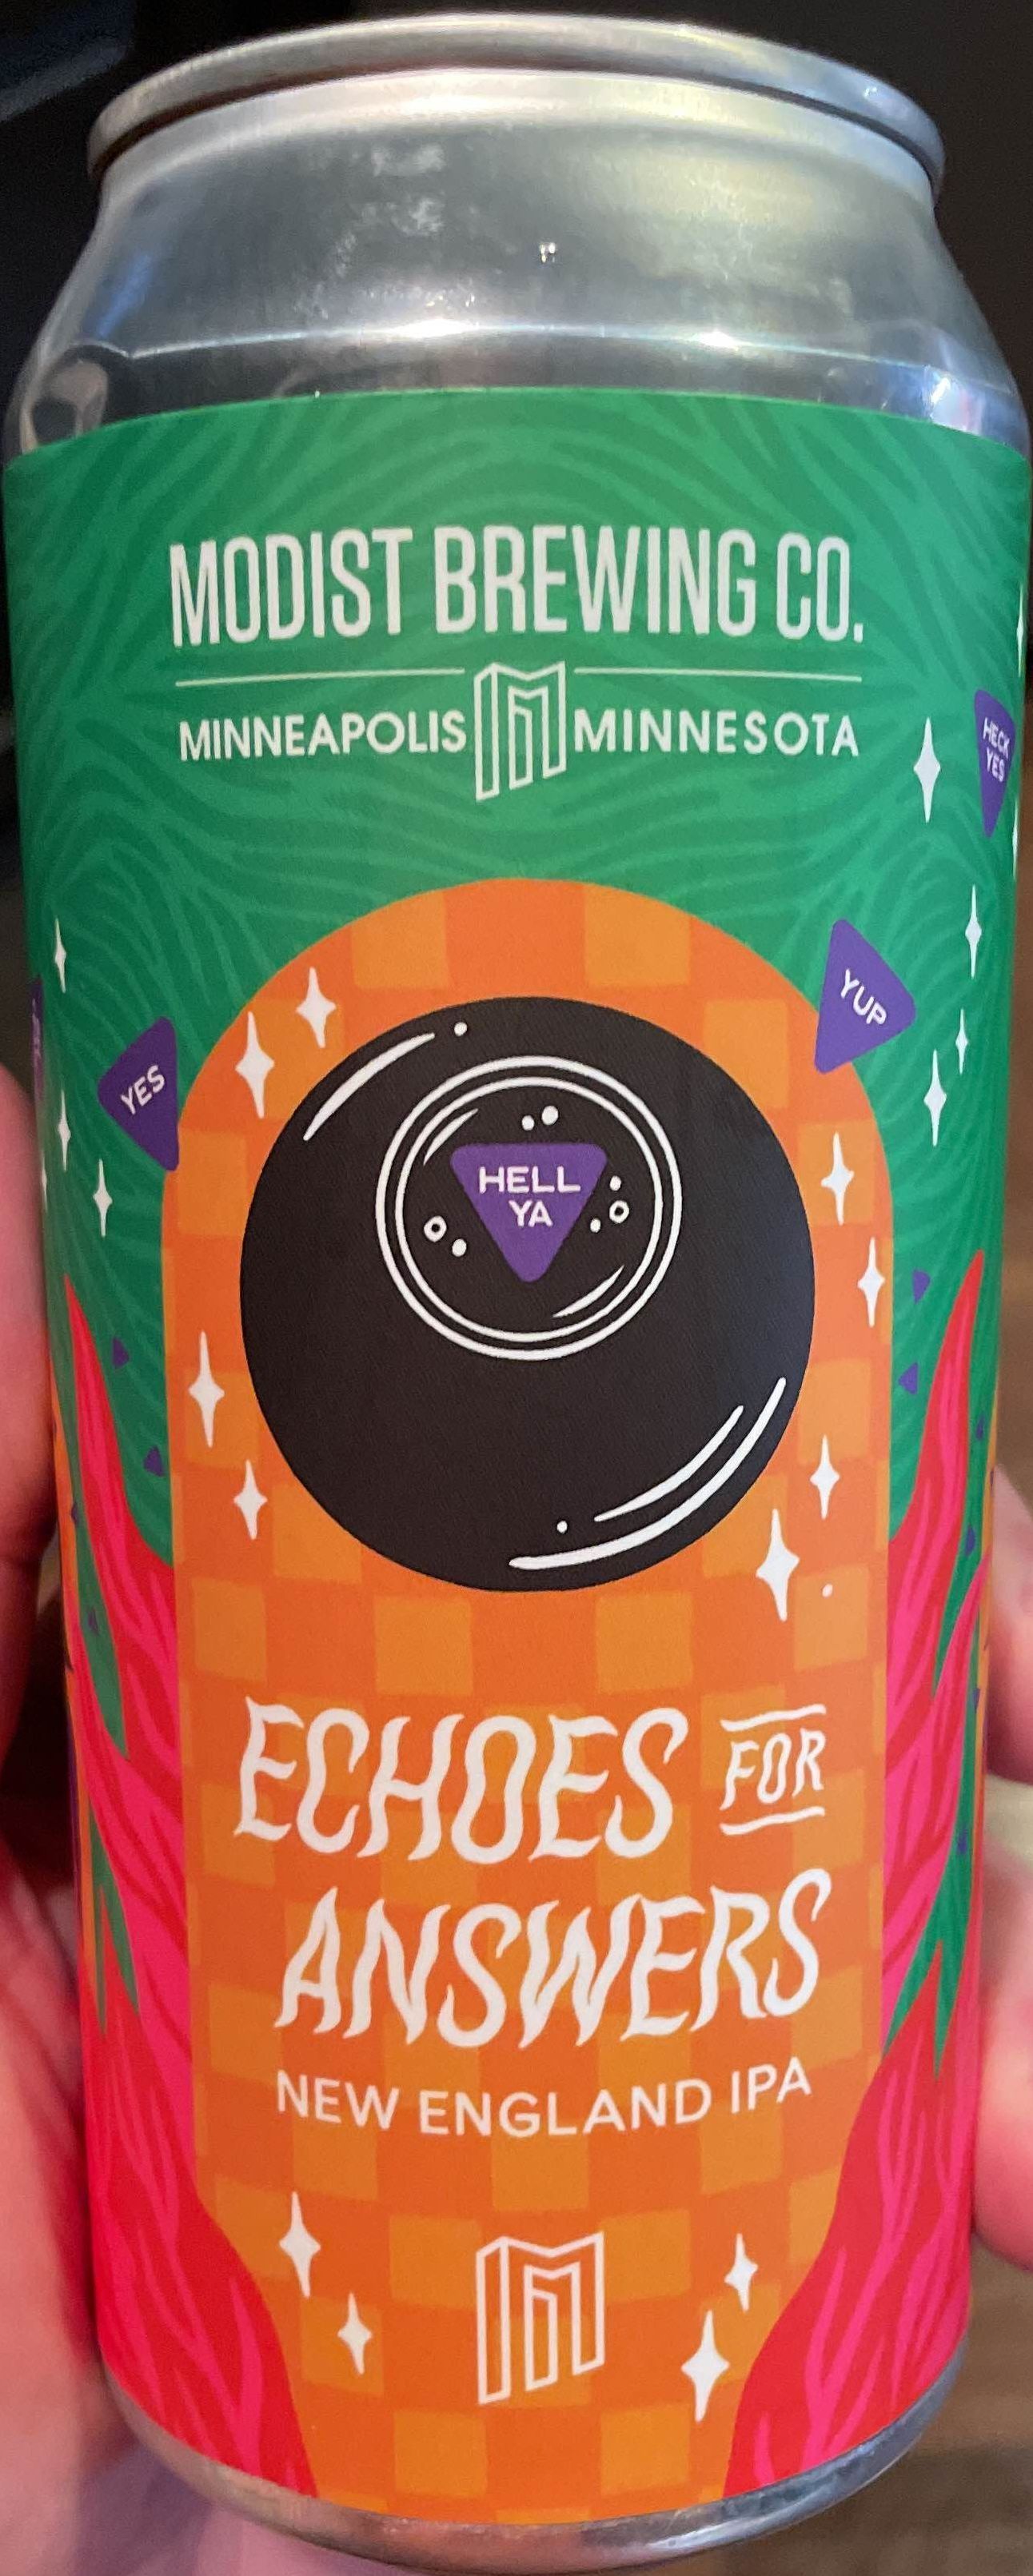 MODIST BREWING CO.
MINNEAPOLIS MINNESOTA
HECK
YES
YUP
YES
HELL
YA
ECHOES FOR
ANSWERS
NEW ENGLAND IPA